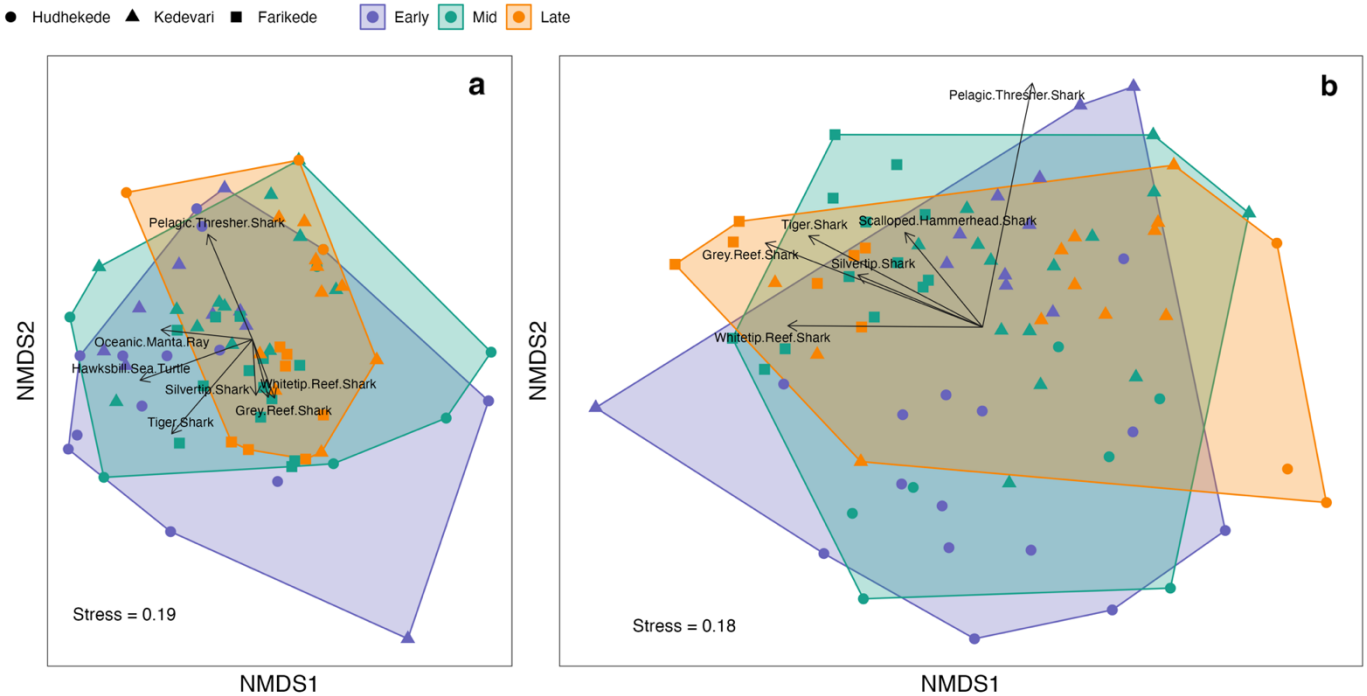 Hudhekede Kedevari Farikede Early Mid Late
a
Pelagic.Thresher.Shark
Oceanic.Manta.Ray
Hawksbill.Sea.Turtle
Silvertip.Shark
Whitetip.Reef.Shark
Grey.Reef.Shark
Tiger.Shark
Stress = 0.19
NMDS2
NMDS1
b
Pelagic.Thresher.Shark
Scalloped.Hammerhead.Shark
Tiger.Shark
Grey.Reef.Shark
Silvertip.Shark
Whitetip.Reef.Shark
Stress = 0.18
NMDS2
NMDS1